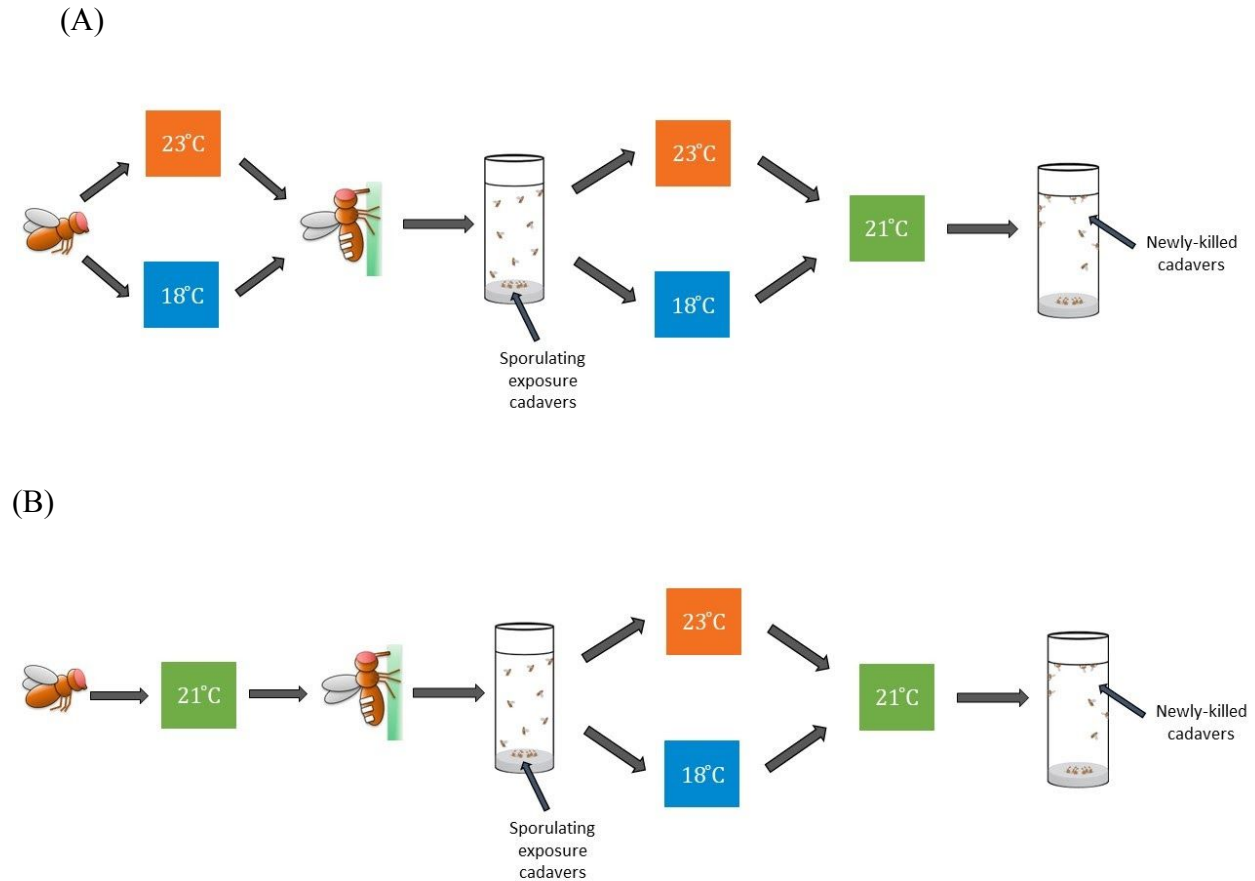 (A)
23°C
23°C
21°C
18°C
18°C
Newly-killed
cadavers
Sporulating
exposure
cadavers
(B)
23°C
21°C
21°C
18°C
Newly-killed
cadavers
Sporulating
exposure
cadavers